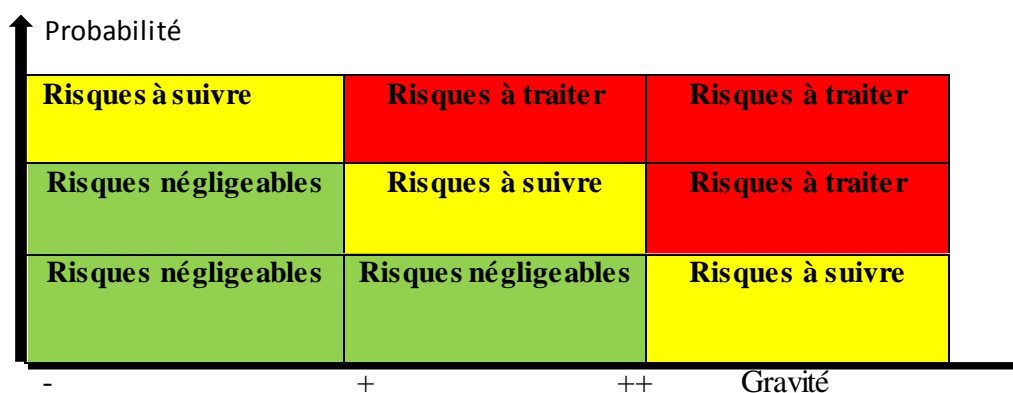 Probabilité
Risques à suivre Risques à traiter Risques à traiter
Risques négligeables Risques à suivre Risques à traiter
Risques négligeables Risques négligeables Risques à suivre
- + ++ Gravité